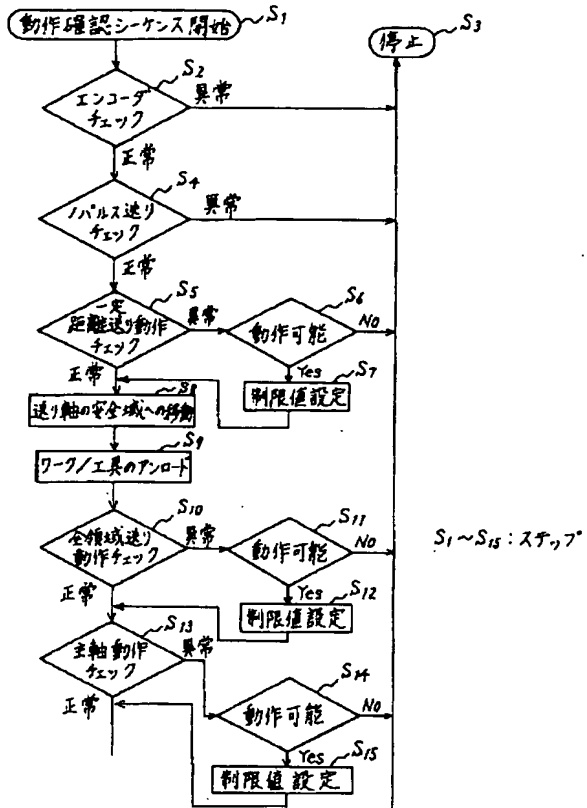 動作確認シーケンス開始
S1
停止
S3
S2
エンコーダ
チェック
異常
正常
S4
1パルス送り
チェック
異常
正常
S5
一定
距離送り動作
チェック
異常
正常
S6
動作可能
No
Yes
S7
制限値設定
S8
送り軸の安全域への移動
S9
ワーク/工具のアンロード
S10
全領域送り
動作チェック
異常
正常
S11
動作可能
No
Yes
S12
制限値設定
S1~S15:ステップ
S13
主軸動作
チェック
異常
正常
S14
動作可能
No
Yes
S15
制限値設定